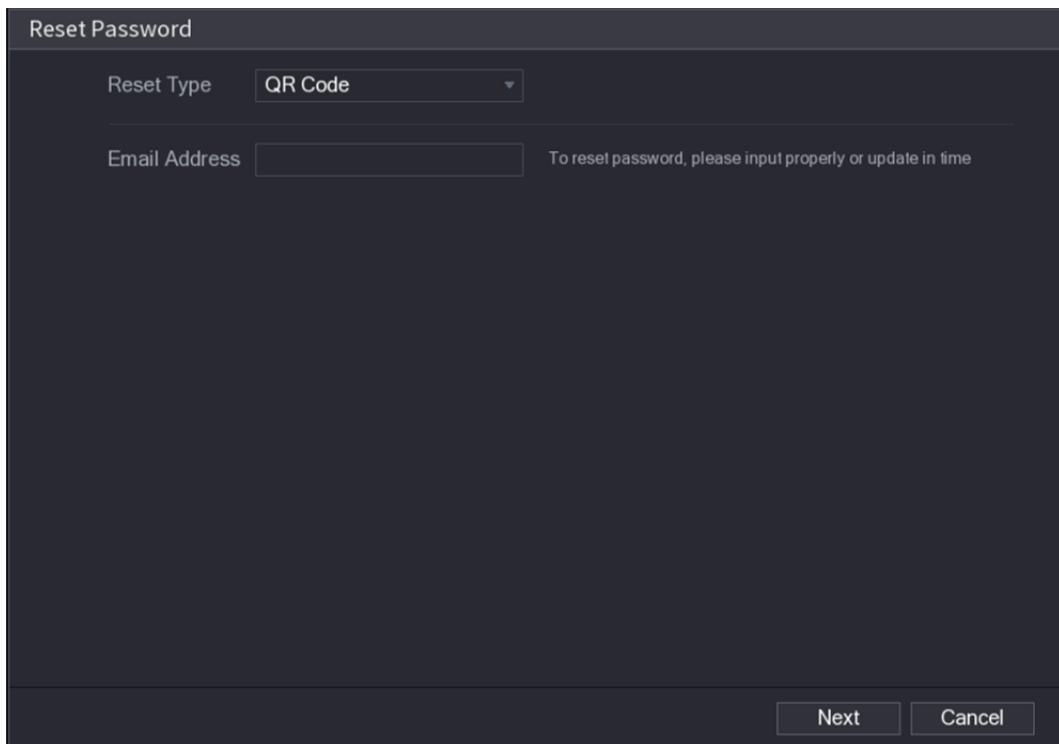 Reset Password
Reset Type QR Code
Email Address To reset password, please input properly or update in time
Next Cancel